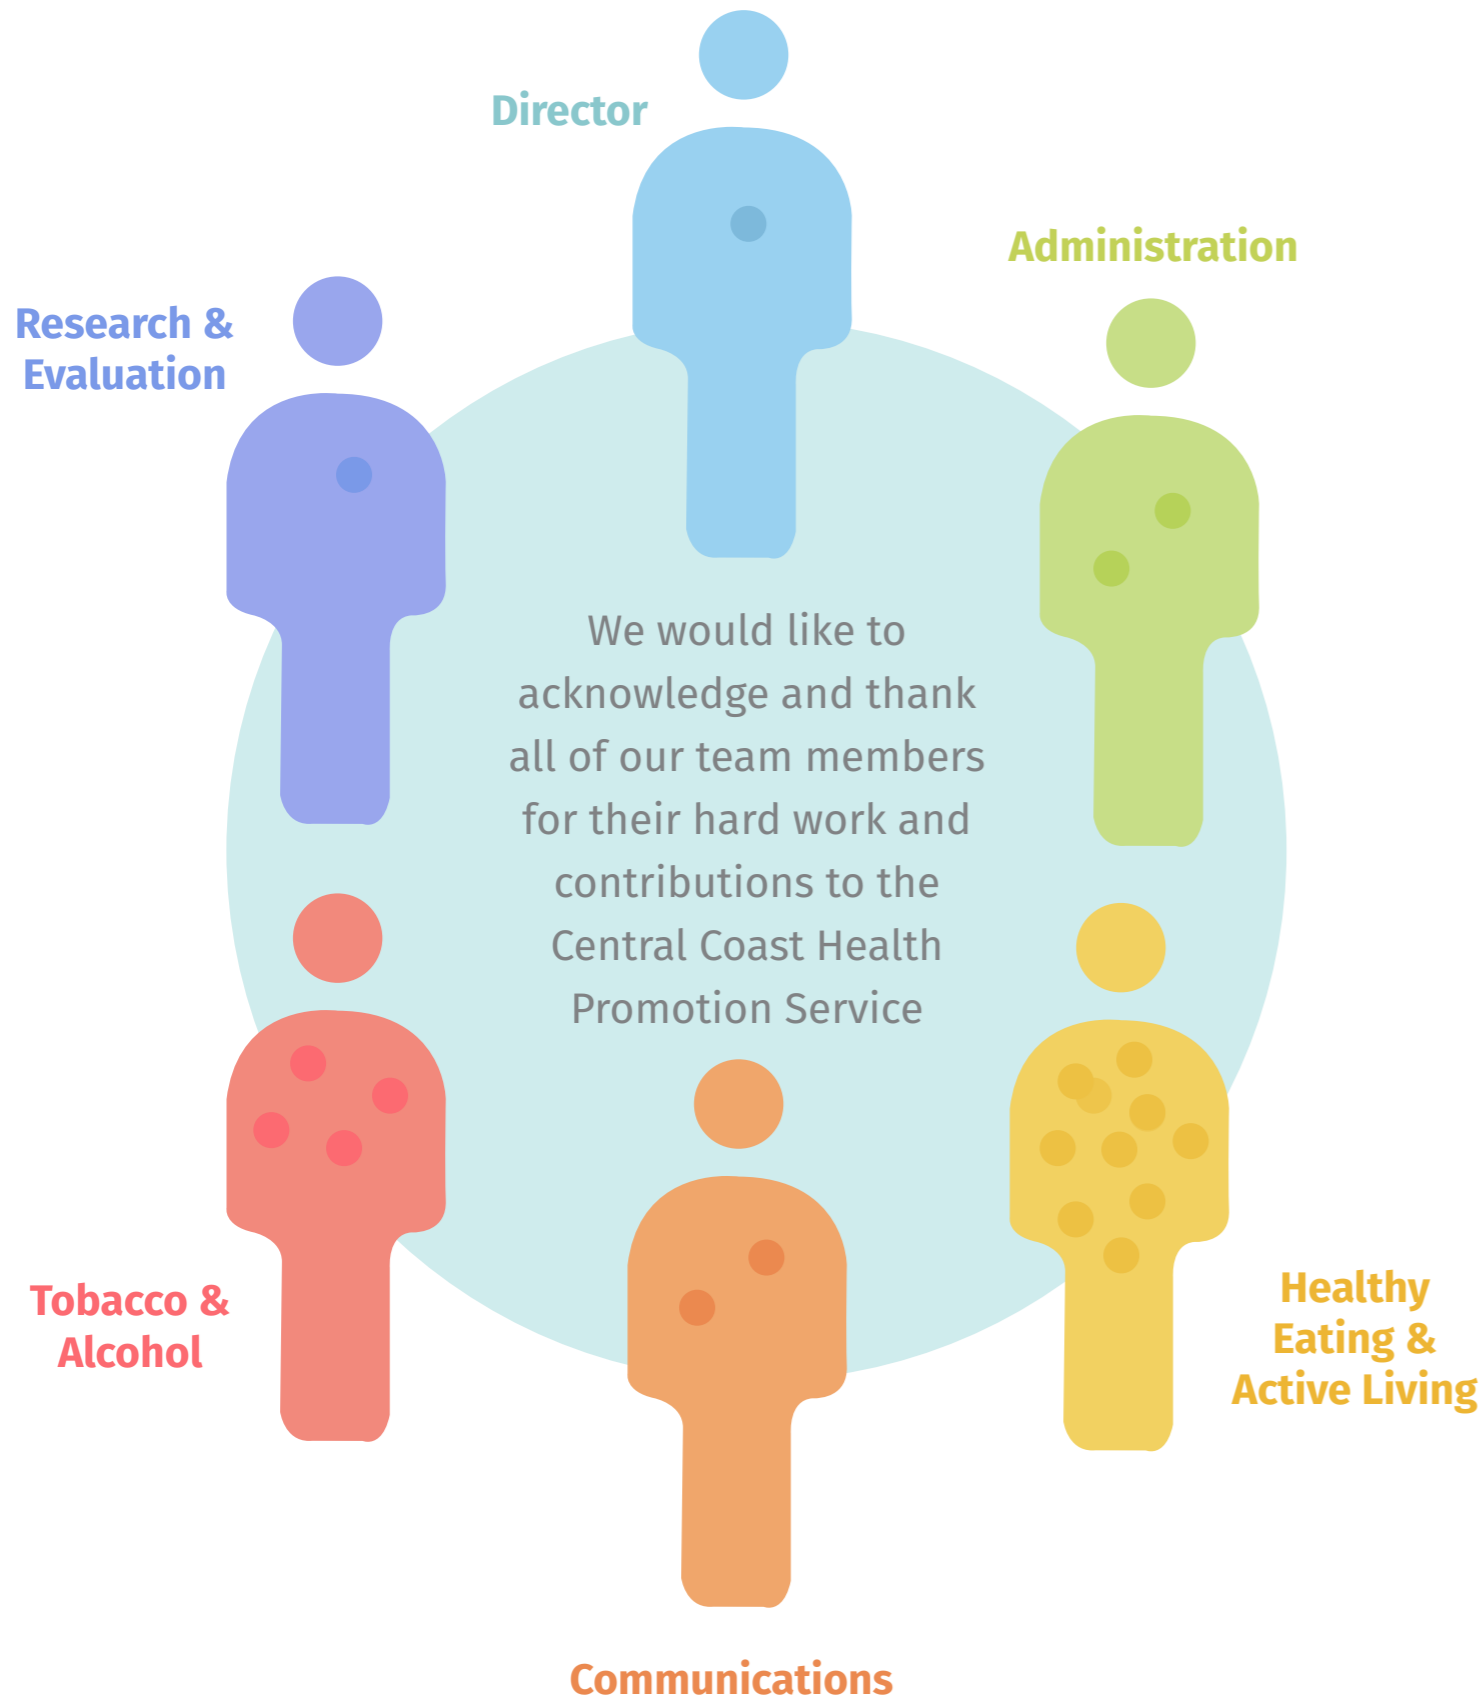 Director
Administration
Research &
Evaluation
We would like to
acknowledge and thank
all of our team members
for their hard work and
contributions to the
Central Coast Health
Promotion Service
Tobacco &
Alcohol
Healthy
Eating &
Active Living
Communications